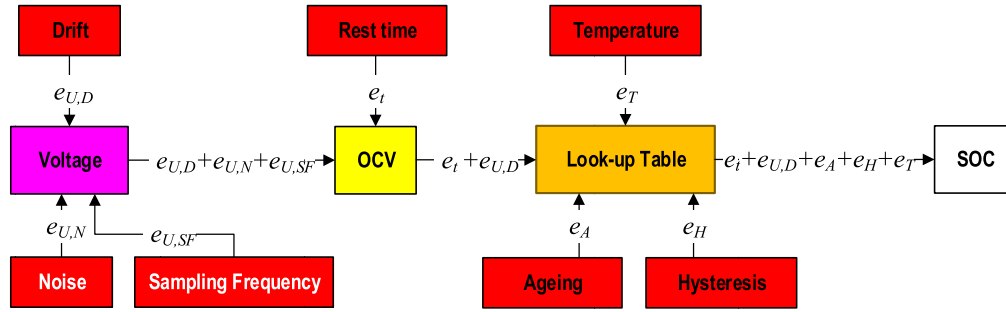 Drift
Rest time
Temperature
e_{U,D}
e_t
e_T
Voltage
e_{U,D}+e_{U,N}+e_{U,SF}
OCV
e_t +e_{U,D}
Look-up Table
e_t+e_{U,D}+e_A+e_H+e_T
SOC
e_{U,N}
e_{U,SF}
e_A
e_H
Noise
Sampling Frequency
Ageing
Hysteresis